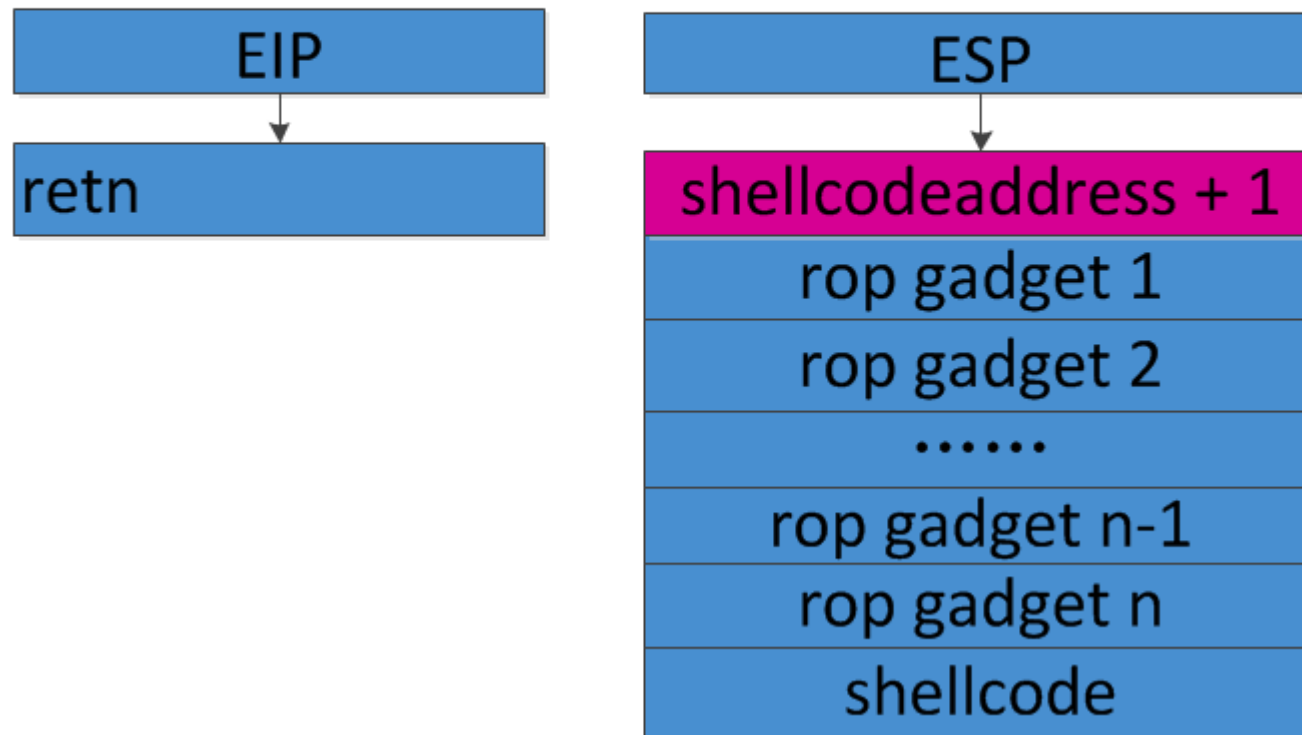 EIP
retn
ESP
shellcodeaddress + 1
rop gadget 1
rop gadget 2
......
rop gadget n-1
rop gadget n
shellcode